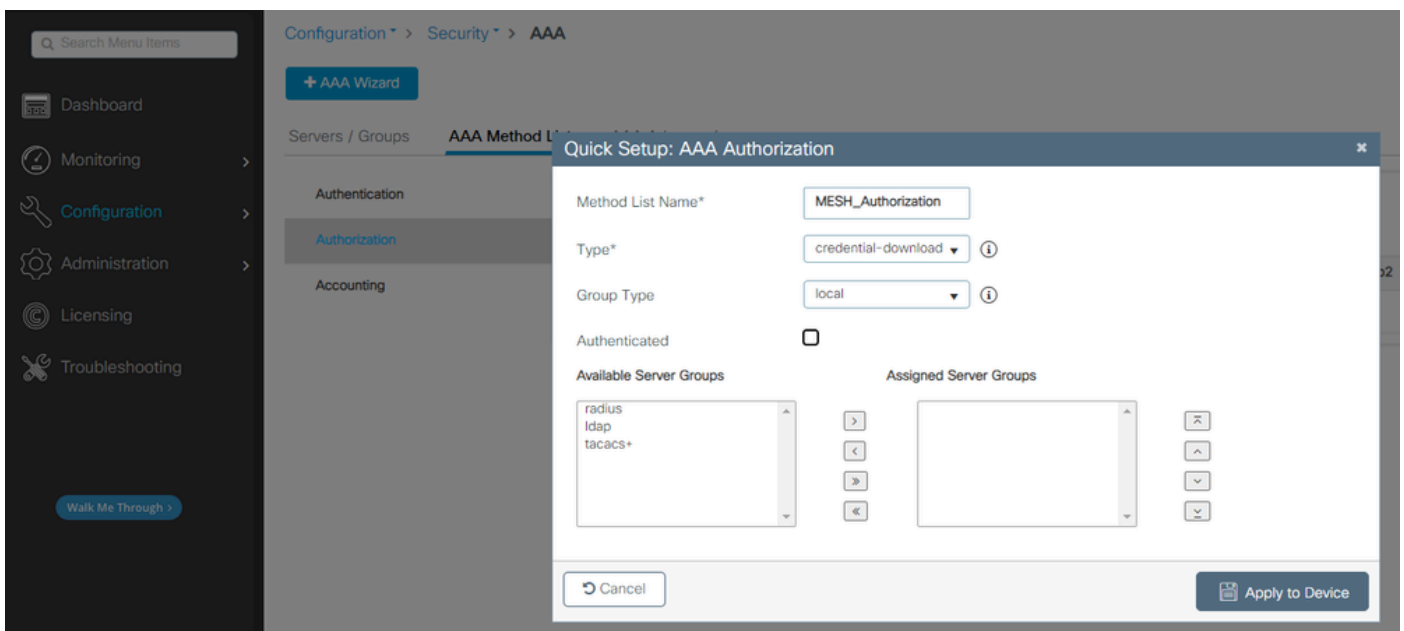 Search Menu Items
Dashboard
Monitoring
Configuration
Administration
Licensing
Troubleshooting
Walk Me Through >
Configuration > Security > AAA
+ AAA Wizard
Servers / Groups AAA Method
Authentication
Authorization
Accounting
Quick Setup: AAA Authorization
Method List Name* MESH_Authorization
Type* credential-download
Group Type local
Authenticated
Available Server Groups Assigned Server Groups
radius
ldap
tacacs+
Cancel
Apply to Device